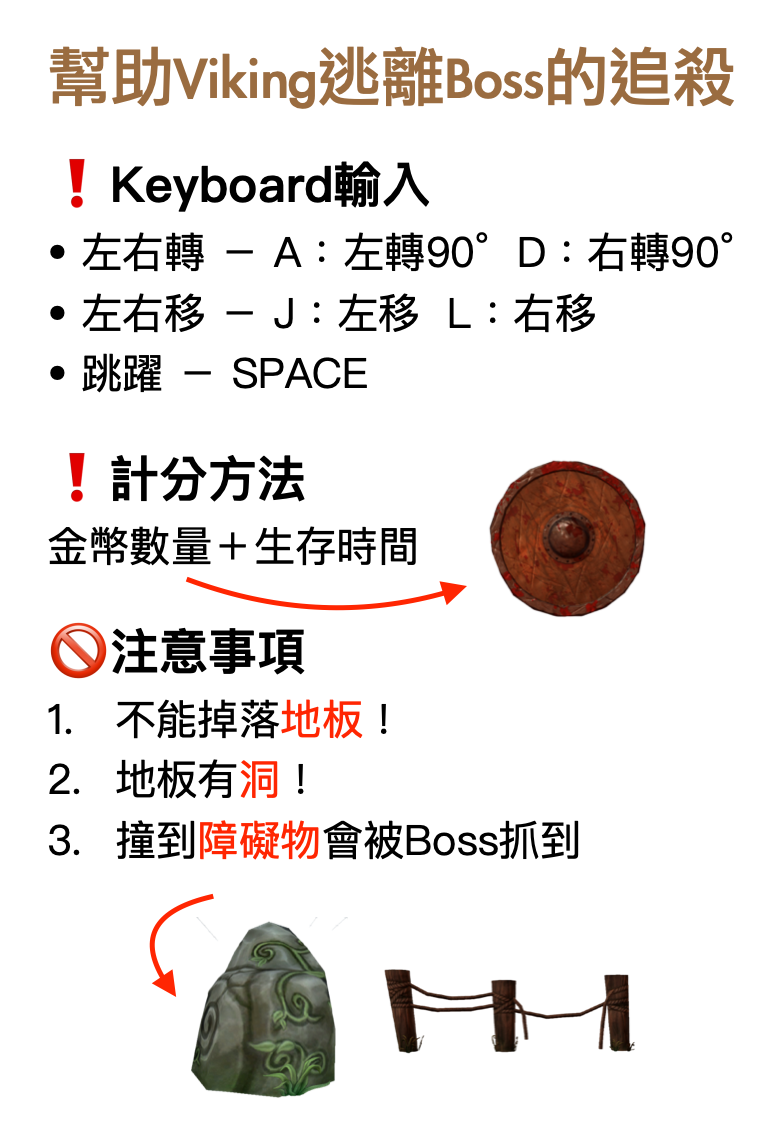 幫助Viking逃離Boss的追殺
❗Keyboard輸入
• 左右轉 – A：左轉90° D：右轉90°
• 左右移 – J：左移 L：右移
• 跳躍 – SPACE
❗計分方法
金幣數量＋生存時間
🚫注意事項
1. 不能掉落地板！
2. 地板有洞！
3. 撞到障礙物會被Boss抓到